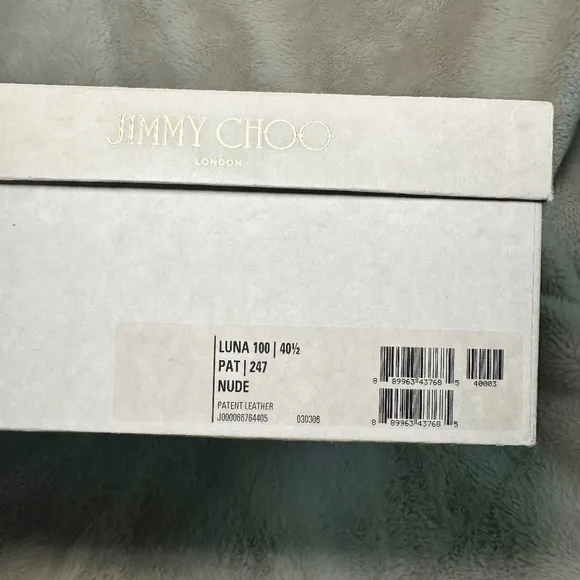 JIMMY CHOO
LONDON
LUNA 100 | 40½
PAT | 247
NUDE
PATENT LEATHER
J000066764405 030306
8 89963 43768 5 40003
8 89963 43768 5